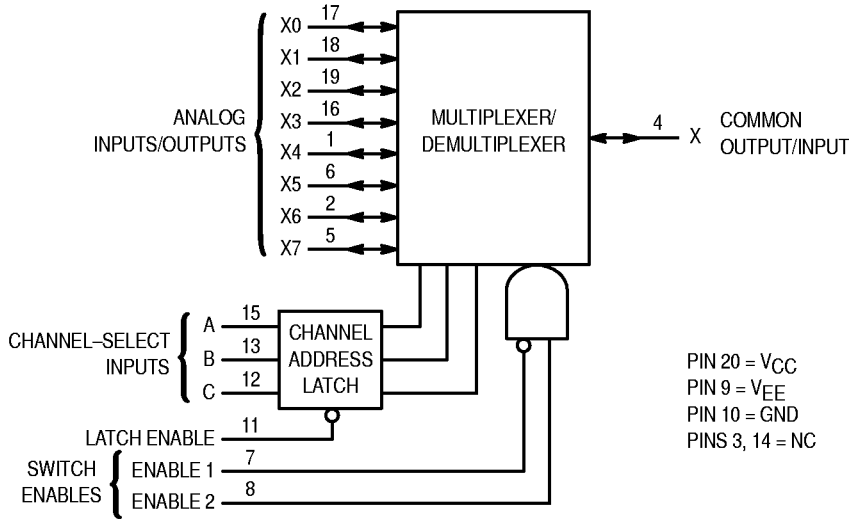 X0 17
X1 18
X2 19
X3 16
X4 1
X5 6
X6 2
X7 5
ANALOG
INPUTS/OUTPUTS
MULTIPLEXER/
DEMULTIPLEXER
4 X
COMMON
OUTPUT/INPUT
CHANNEL–SELECT
INPUTS
A 15
B 13
C 12
CHANNEL
ADDRESS
LATCH
LATCH ENABLE 11
SWITCH
ENABLES
ENABLE 1 7
ENABLE 2 8
PIN 20 = VCC
PIN 9 = VEE
PIN 10 = GND
PINS 3, 14 = NC